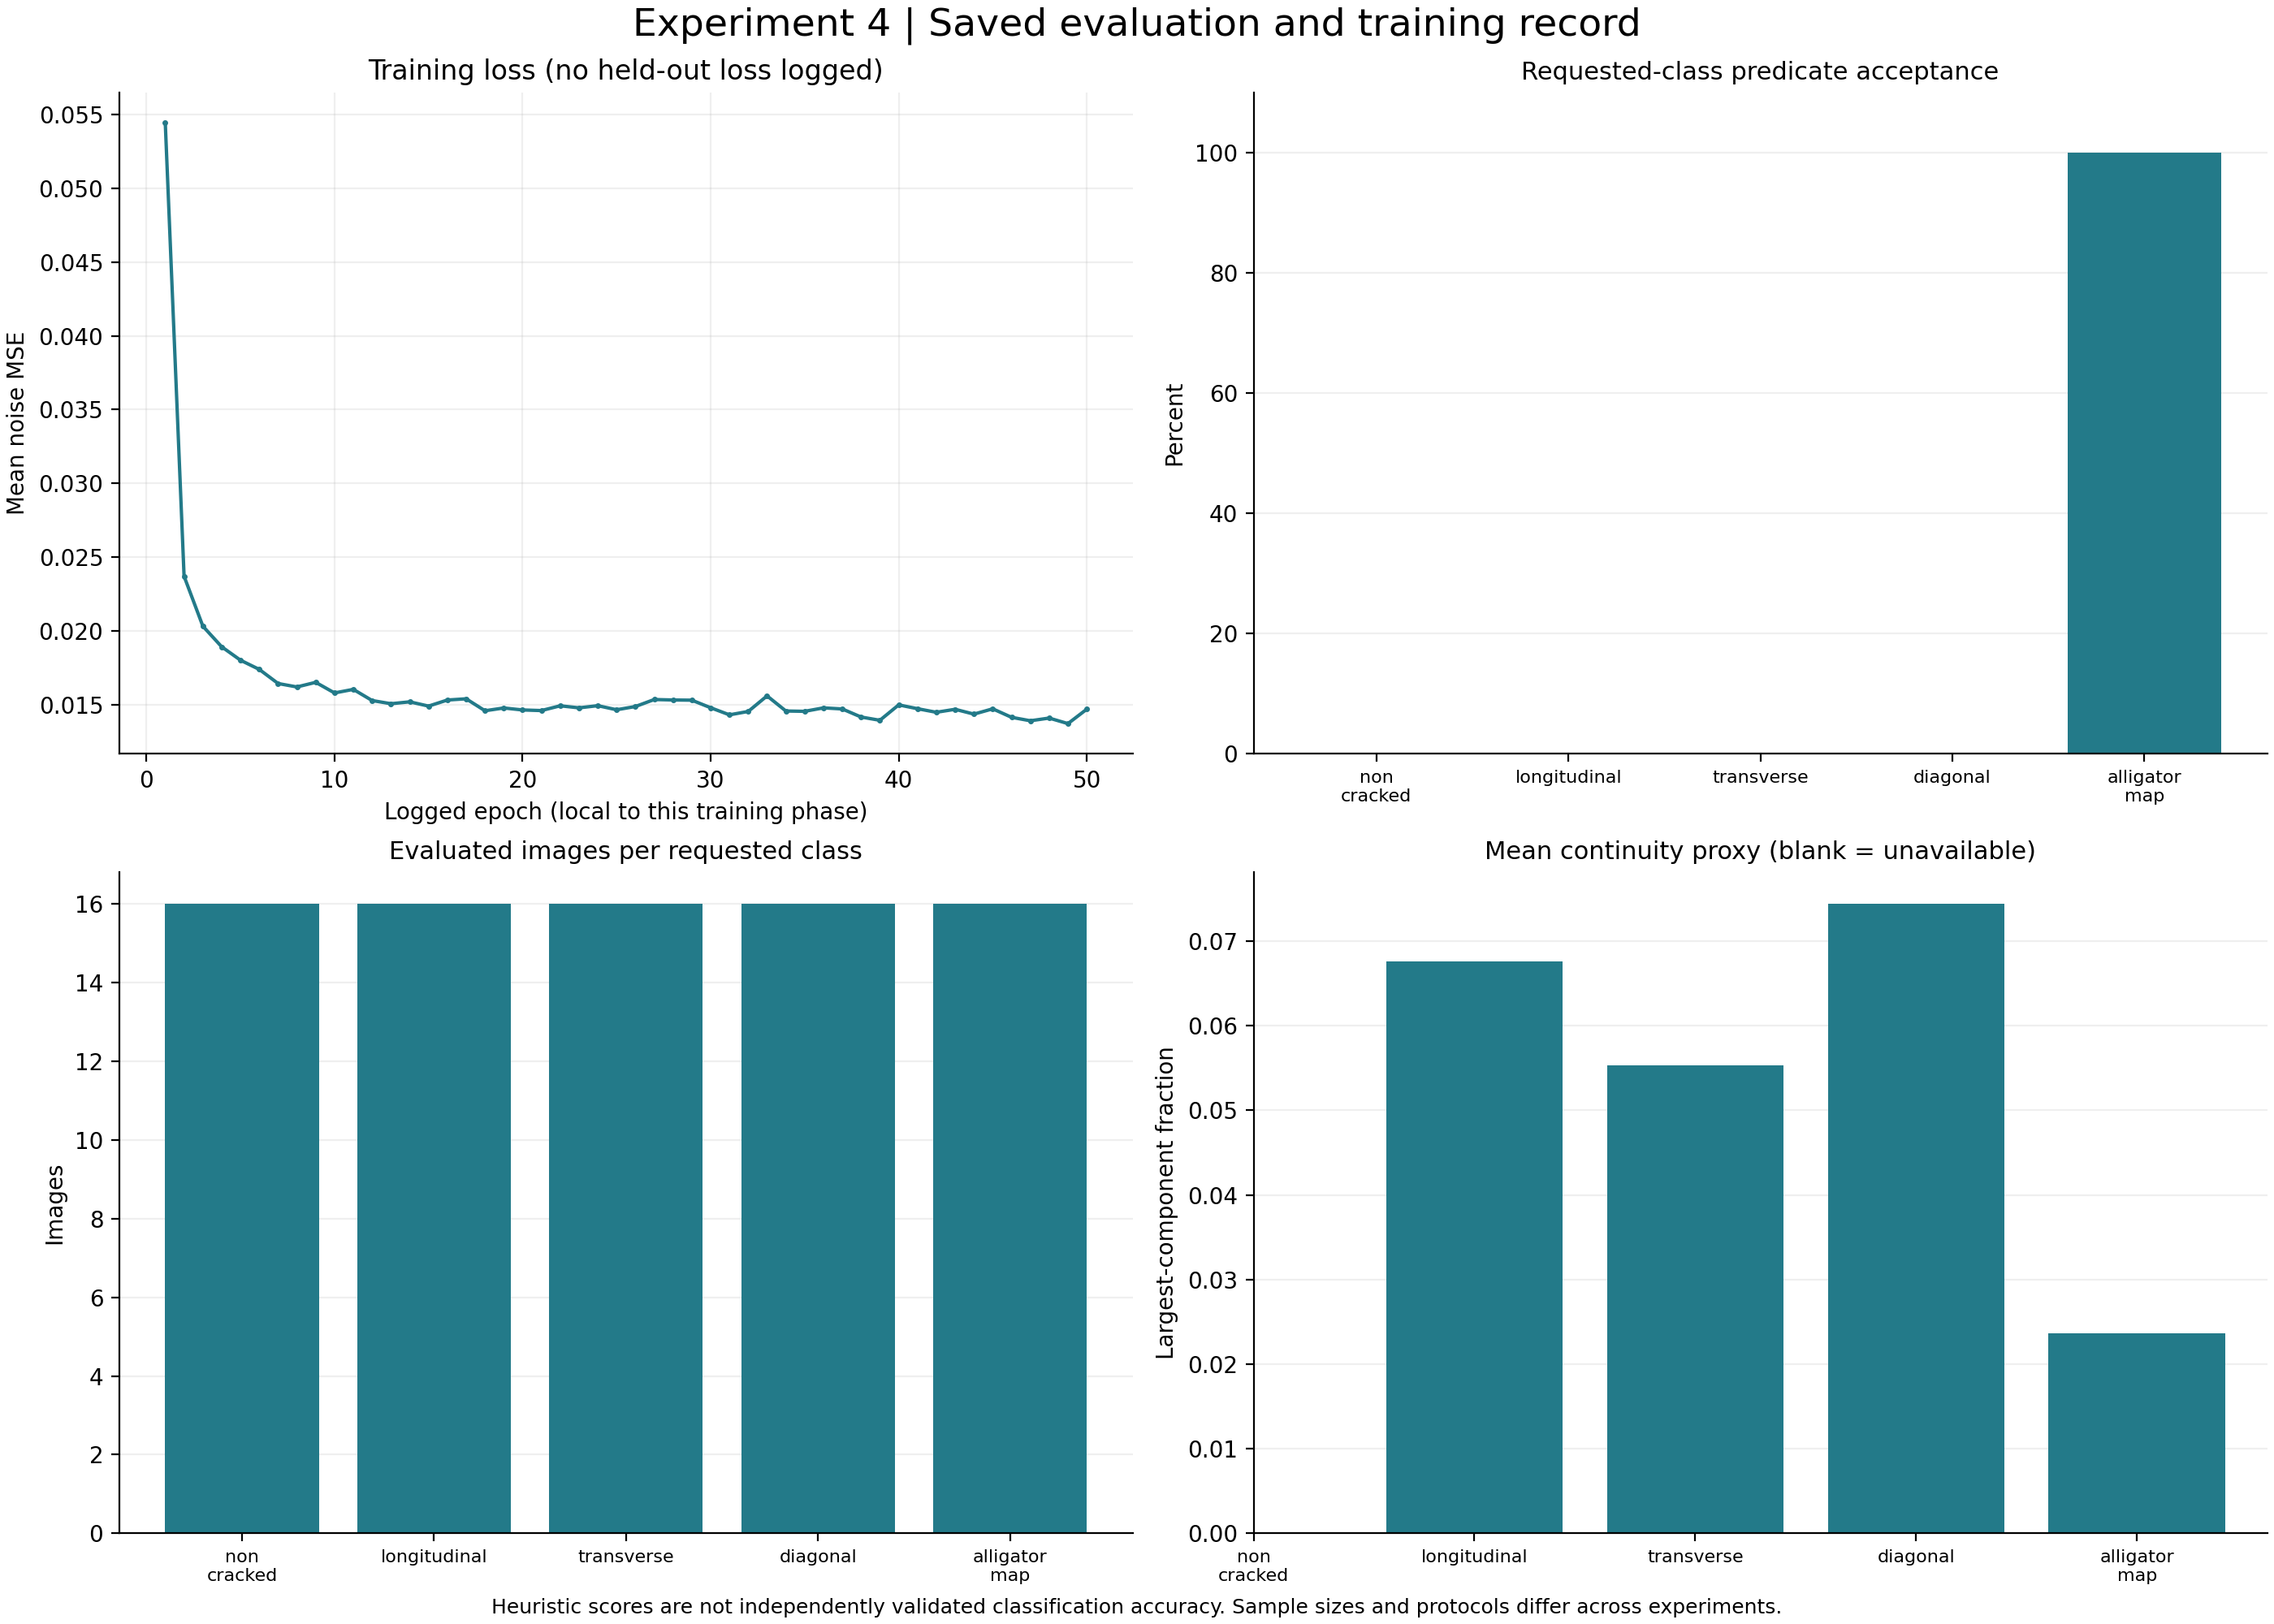 Experiment 4 | Saved evaluation and training record
Training loss (no held-out loss logged)
Mean noise MSE
0.055
0.050
0.045
0.040
0.035
0.030
0.025
0.020
0.015
0 10 20 30 40 50
Logged epoch (local to this training phase)
Requested-class predicate acceptance
Percent
100
80
60
40
20
0
non cracked longitudinal transverse diagonal alligator map
Evaluated images per requested class
Images
16
14
12
10
8
6
4
2
0
non cracked longitudinal transverse diagonal alligator map
Mean continuity proxy (blank = unavailable)
Largest-component fraction
0.07
0.06
0.05
0.04
0.03
0.02
0.01
0.00
non cracked longitudinal transverse diagonal alligator map
Heuristic scores are not independently validated classification accuracy. Sample sizes and protocols differ across experiments.